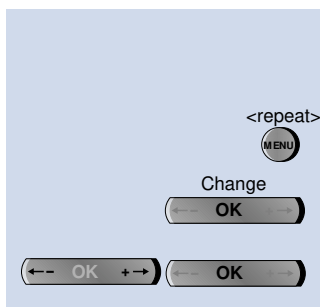 <repeat>
MENU
Change
←– OK +→
←– OK +→ ←– OK +→